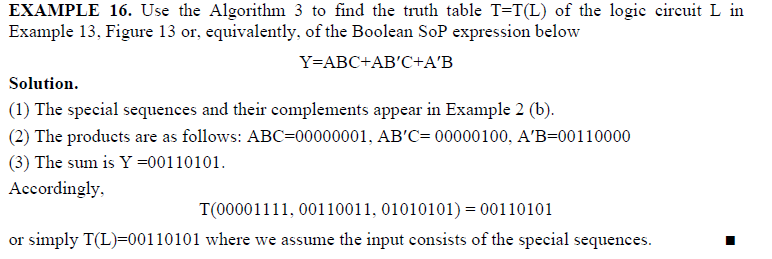 EXAMPLE 16. Use the Algorithm 3 to find the truth table T=T(L) of the logic circuit L in
Example 13, Figure 13 or, equivalently, of the Boolean SoP expression below
Y=ABC+AB′C+A′B
Solution.
(1) The special sequences and their complements appear in Example 2 (b).
(2) The products are as follows: ABC=00000001, AB′C= 00000100, A′B=00110000
(3) The sum is Y =00110101.
Accordingly,
T(00001111, 00110011, 01010101) = 00110101
or simply T(L)=00110101 where we assume the input consists of the special sequences. ■